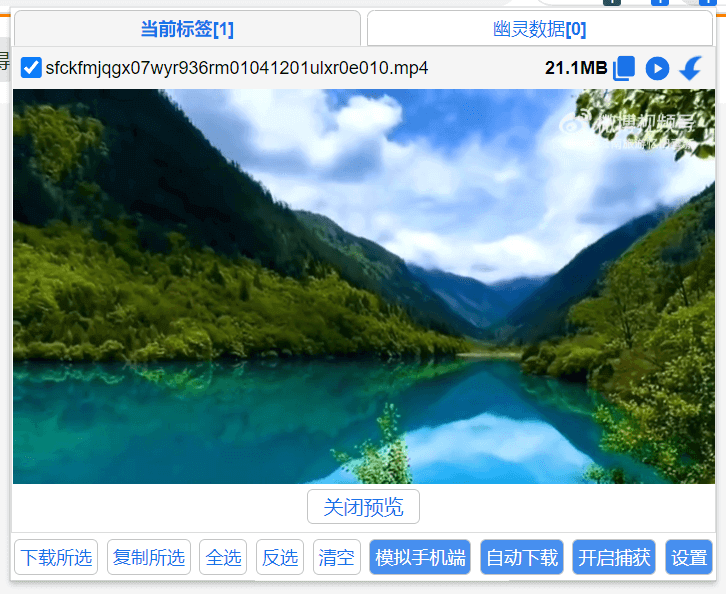 当前标签[1]
幽灵数据[0]
sfckfmjqgx07wyr936rm01041201ulxr0e010.mp4
21.1MB
得
微博视频号
关闭预览
下载所选
复制所选
全选
反选
清空
模拟手机端
自动下载
开启捕获
设置